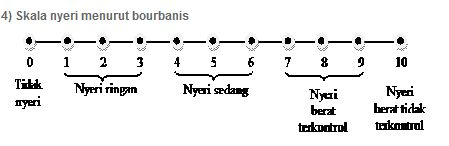 4) Skala nyeri menurut bourbanis
0 1 2 3 4 5 6 7 8 9 10
Tidak
nyeri
Nyeri ringan
Nyeri sedang
Nyeri
berat
terkontrol
Nyeri
berat tidak
terkontrol